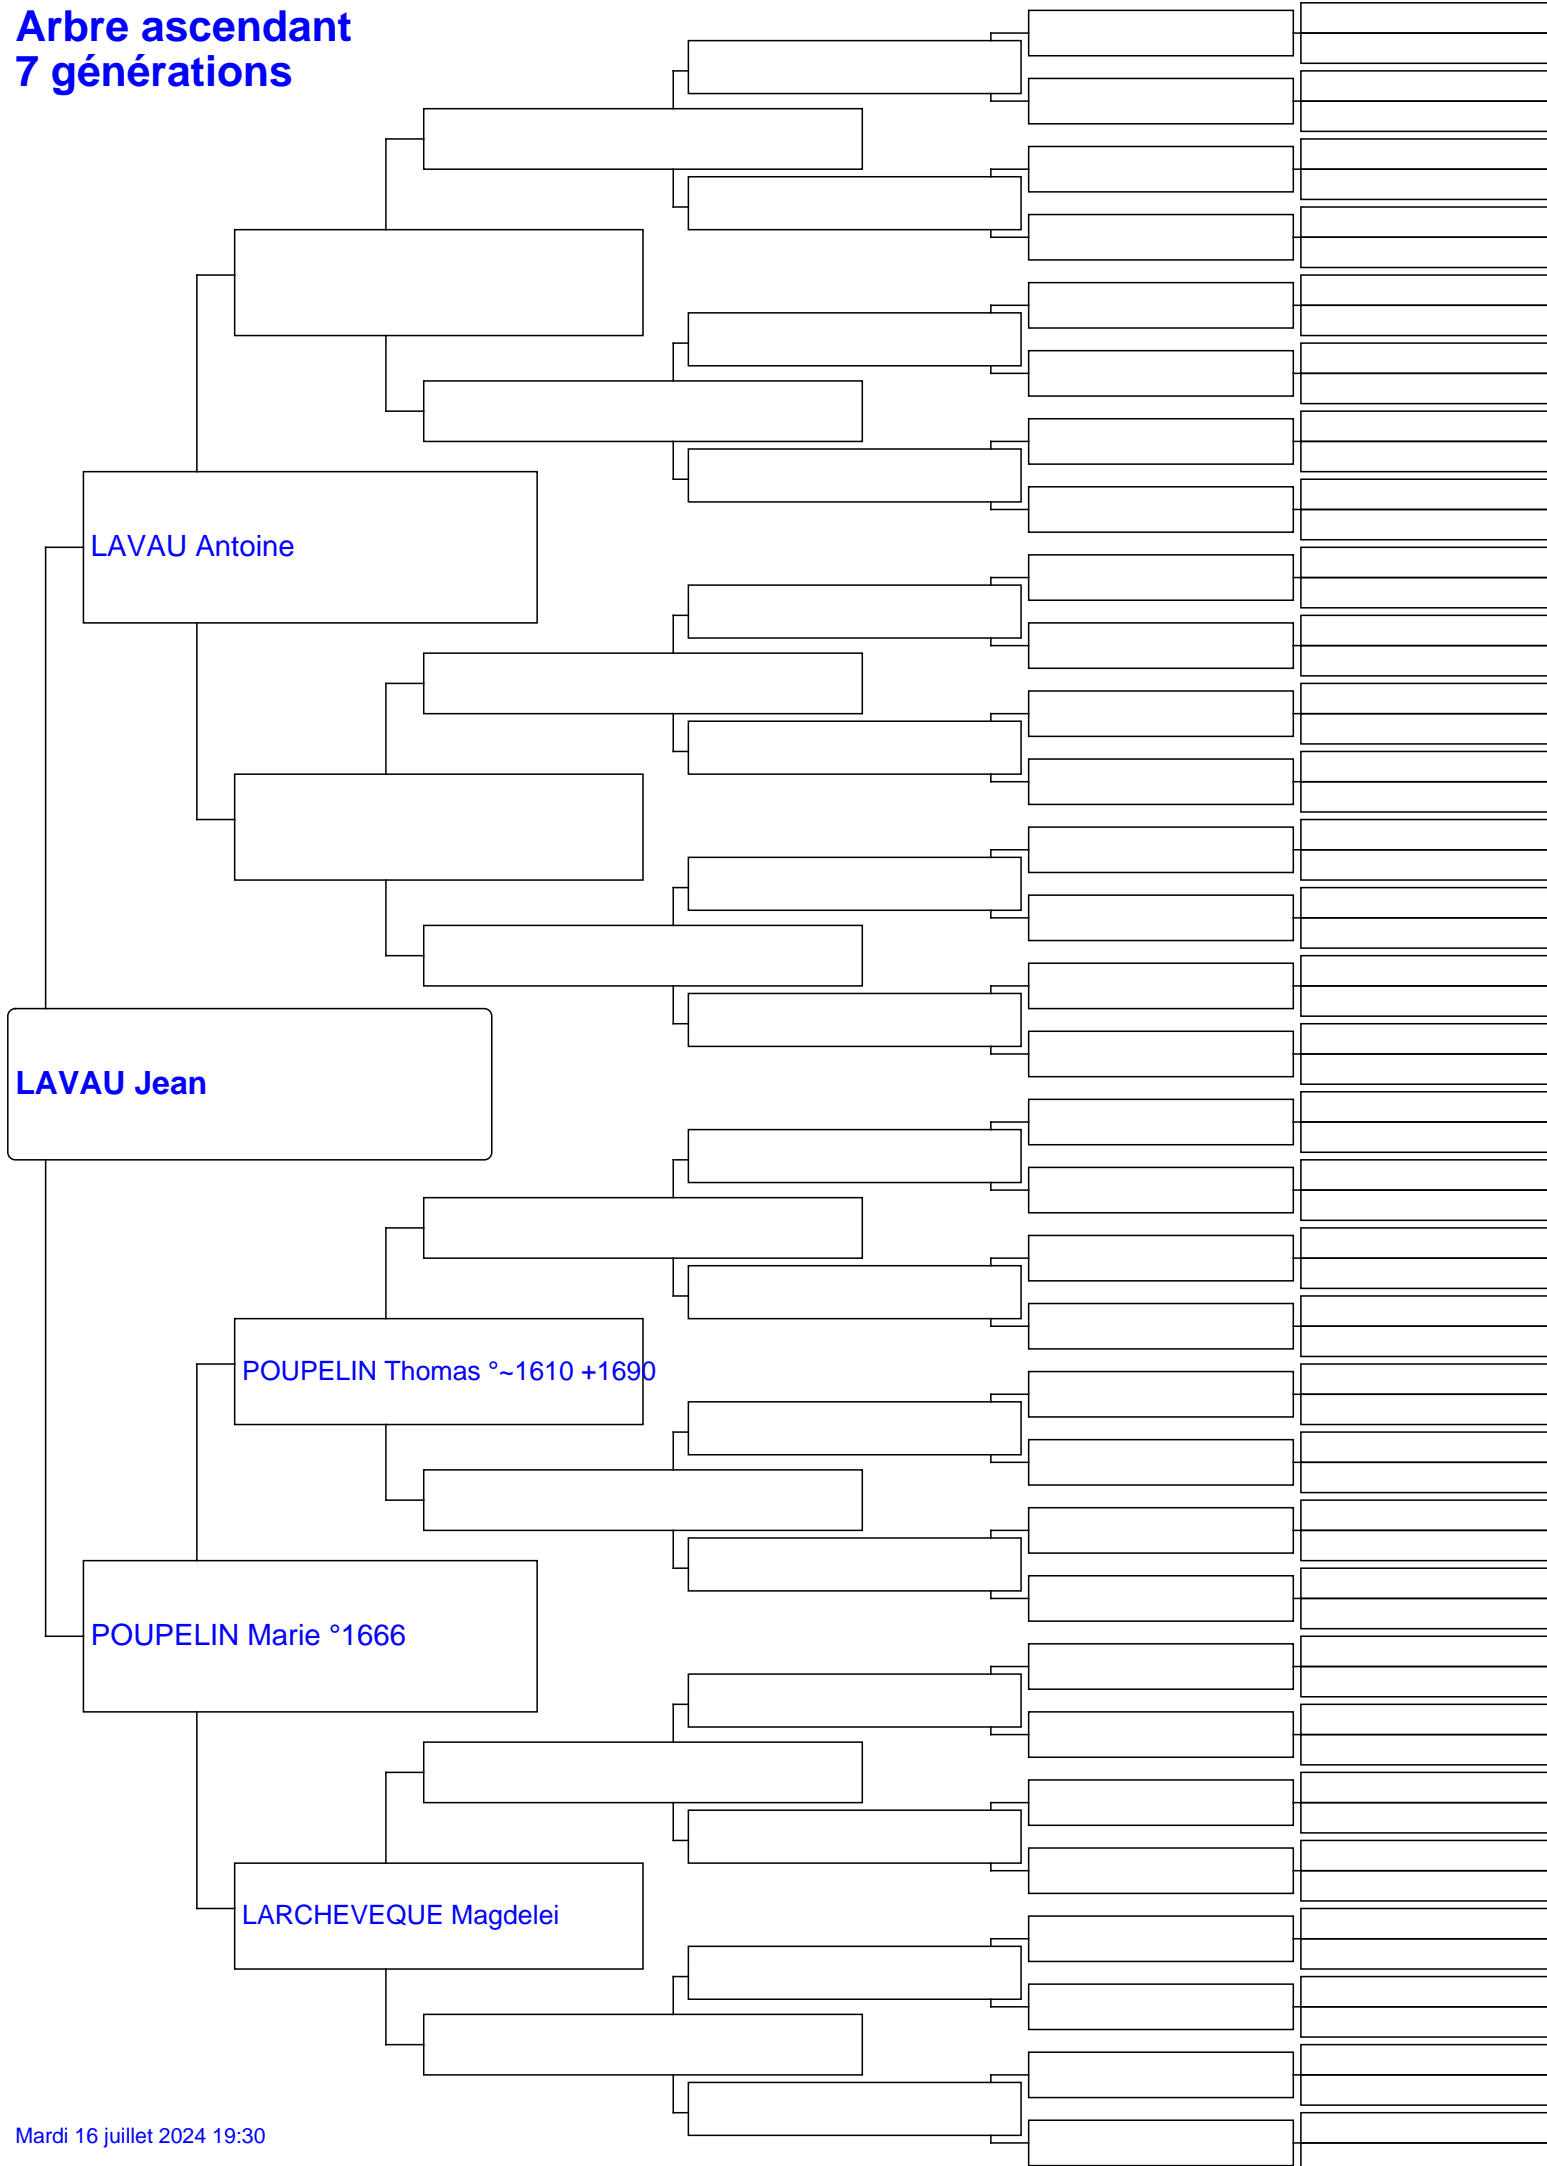 Arbre ascendant
7 générations
LAVAU Antoine
LAVAU Jean
POUPELIN Thomas °~1610 +1690
POUPELIN Marie °1666
LARCHEVEQUE Magdelei
Mardi 16 juillet 2024 19:30